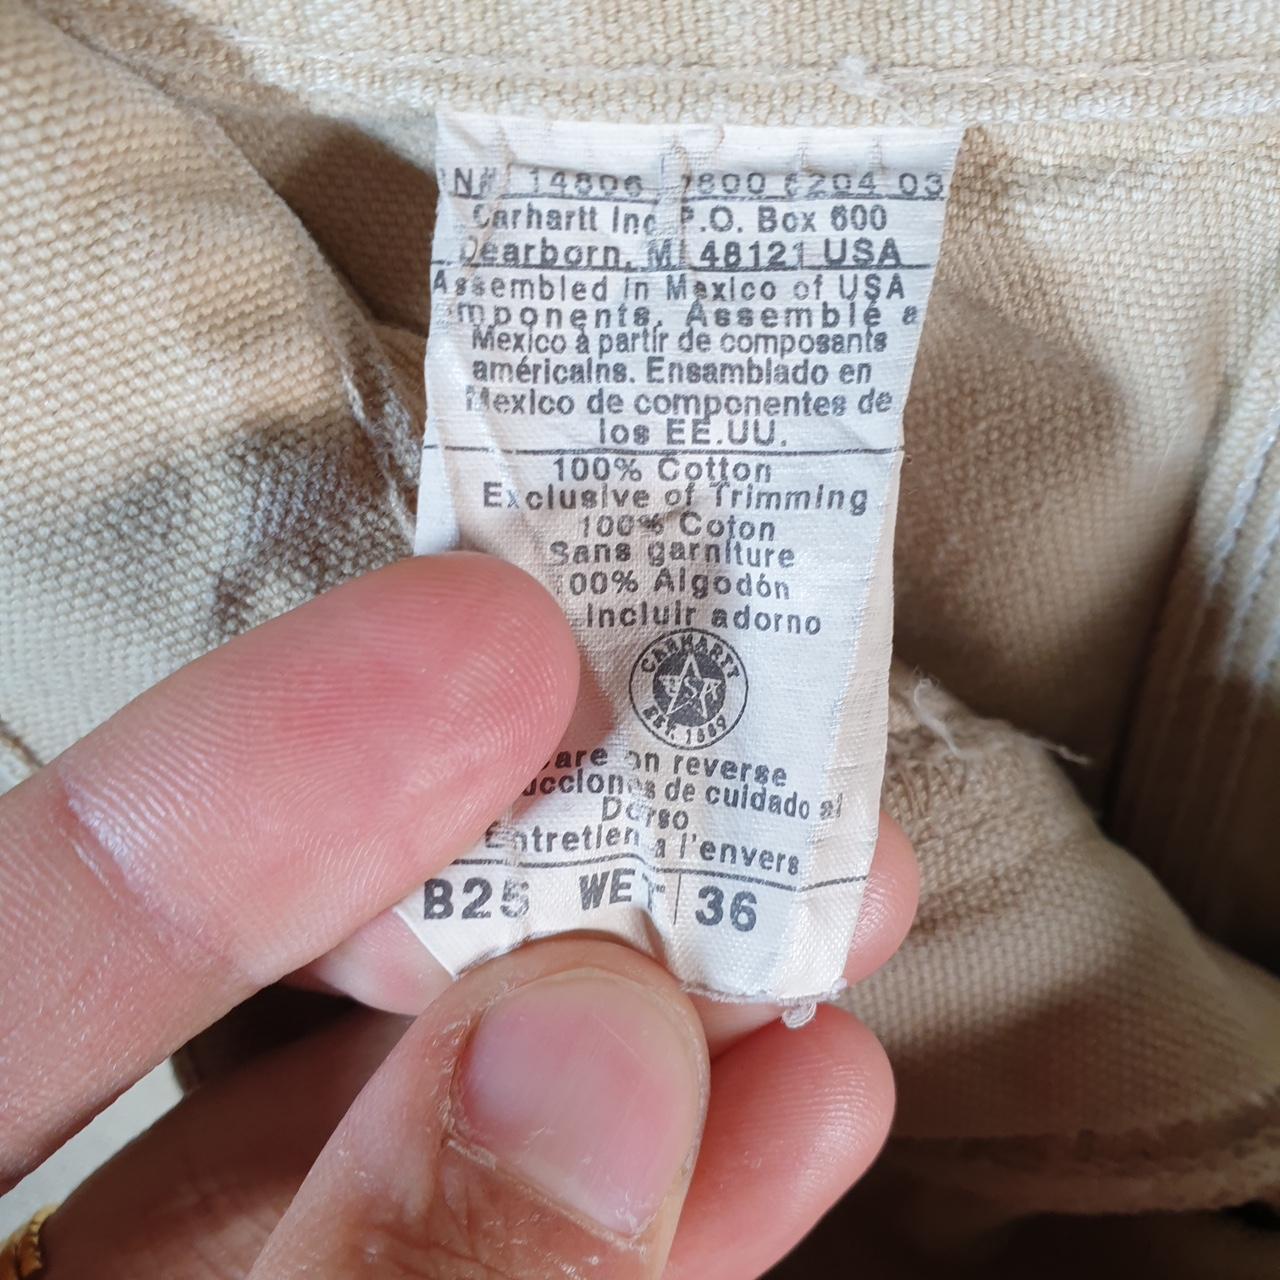 RN# 14806 03
Carhartt Inc P.O. Box 600
Dearborn, MI 48121 USA
Assembled in Mexico of USA
mponents. Assemblé a
Mexico à partir de composants
américains. Ensamblado en
Mexico de componentes de
los EE.UU.
100% Cotton
Exclusive of Trimming
100% Coton
Sans garniture
100% Algodón
Incluir adorno
CARHARTT
USA
EST. 1889
are on reverse
ucciones de cuidado al
Dorso
Entretien a l'envers
B25 WET 36